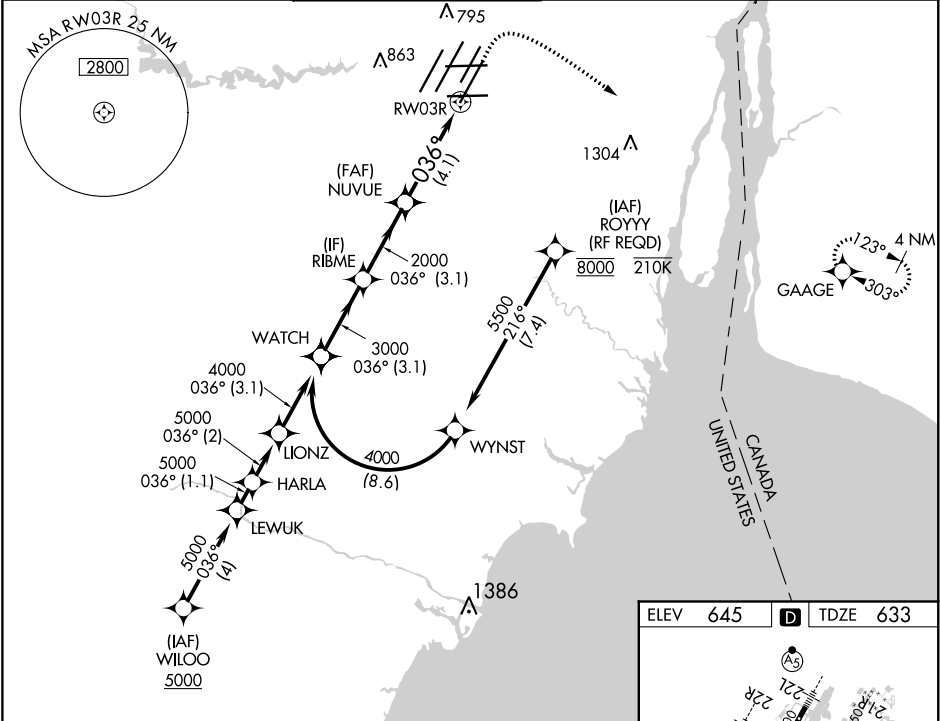 MSA RW03R 25 NM
2800
795
863
RW03R
1304
036°
(4.1)
(FAF)
NUVUE
(IF)
RIBME
2000
036° (3.1)
(IAF)
ROYYY
(RF REQD)
8000 210K
123°
4 NM
303°
GAAGE
WATCH
3000
036° (3.1)
5500
216°
(7.4)
4000
036° (3.1)
5000
036° (2)
LIONZ
WYNST
4000
(8.6)
5000
036° (1.1)
HARLA
LEWUK
CANADA
UNITED STATES
5000
036°
(4)
1386
(IAF)
WILOO
5000
ELEV 645 D TDZE 633
A5
22R
22L
21R